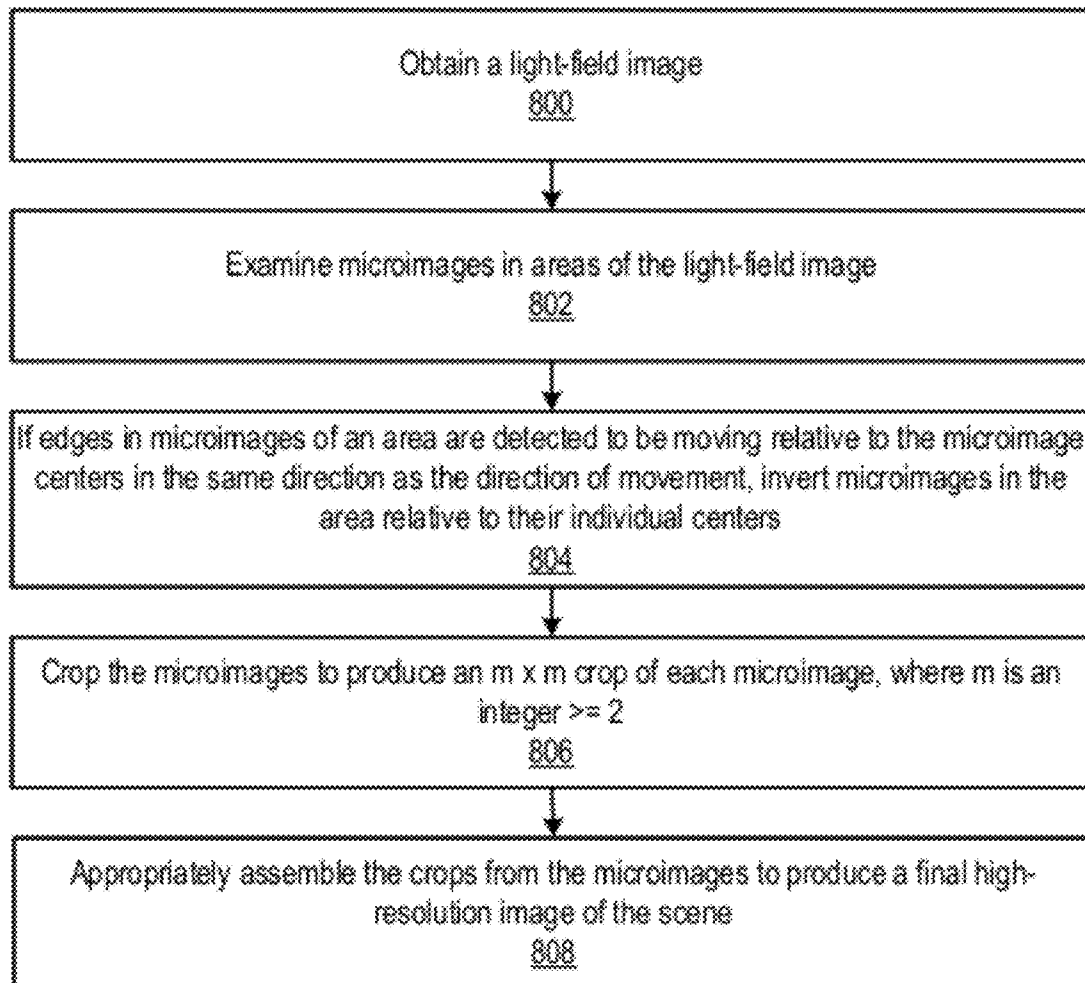 Obtain a light-field image
800
Examine microimages in areas of the light-field image
802
If edges in microimages of an area are detected to be moving relative to the microimage
centers in the same direction as the direction of movement, invert microimages in the
area relative to their individual centers
804
Crop the microimages to produce an m x m crop of each microimage, where m is an
integer >= 2
806
Appropriately assemble the crops from the microimages to produce a final high-
resolution image of the scene
808